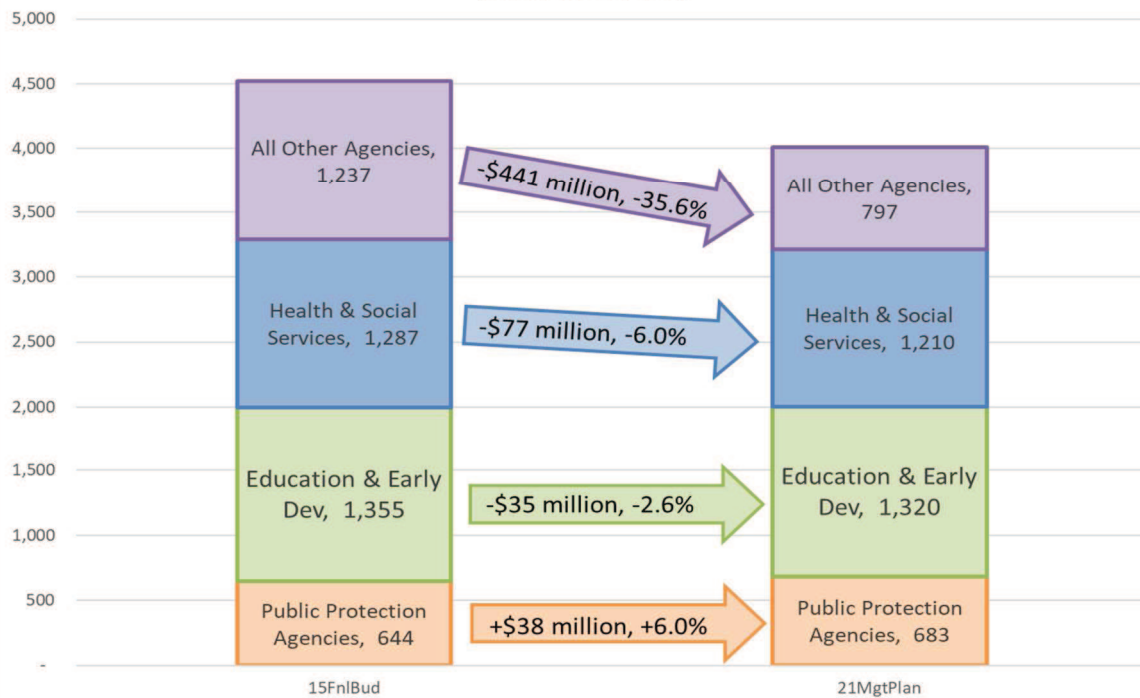 5,000
4,500
4,000
3,500
3,000
2,500
2,000
1,500
1,000
500
-
All Other Agencies,
1,237
Health & Social
Services, 1,287
Education & Early
Dev, 1,355
Public Protection
Agencies, 644
-$441 million, -35.6%
-$77 million, -6.0%
-$35 million, -2.6%
+$38 million, +6.0%
All Other Agencies,
797
Health & Social
Services, 1,210
Education & Early
Dev, 1,320
Public Protection
Agencies, 683
15FnlBud
21MgtPlan